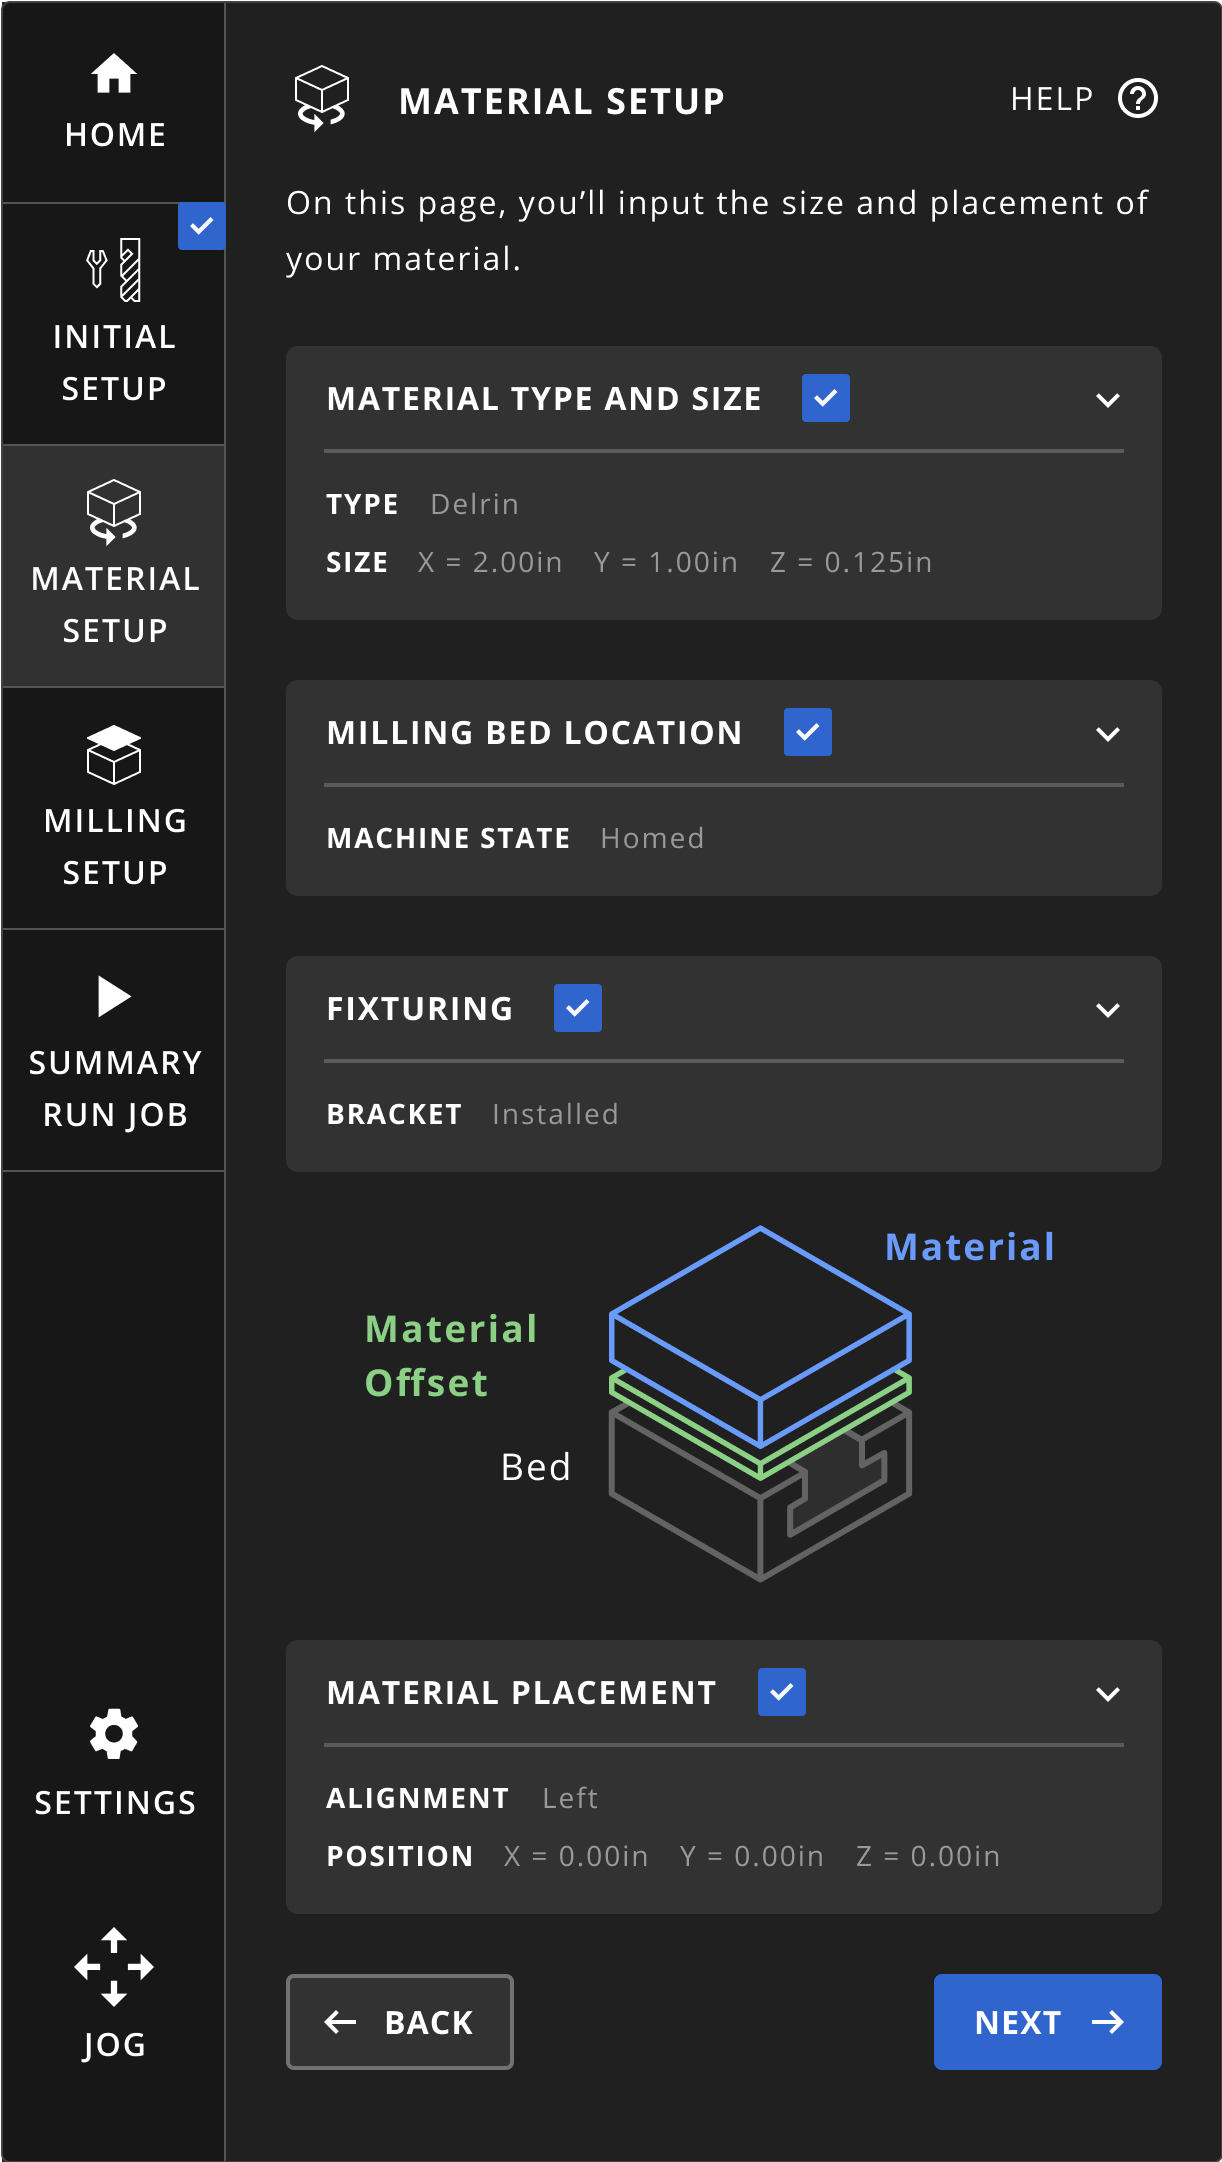 HOME
INITIAL
SETUP
MATERIAL
SETUP
MILLING
SETUP
SUMMARY
RUN JOB
SETTINGS
JOG
MATERIAL SETUP
HELP
On this page, you’ll input the size and placement of
your material.
MATERIAL TYPE AND SIZE
TYPE Delrin
SIZE X = 2.00in Y = 1.00in Z = 0.125in
MILLING BED LOCATION
MACHINE STATE Homed
FIXTURING
BRACKET Installed
Material
Material
Offset
Bed
MATERIAL PLACEMENT
ALIGNMENT Left
POSITION X = 0.00in Y = 0.00in Z = 0.00in
BACK
NEXT